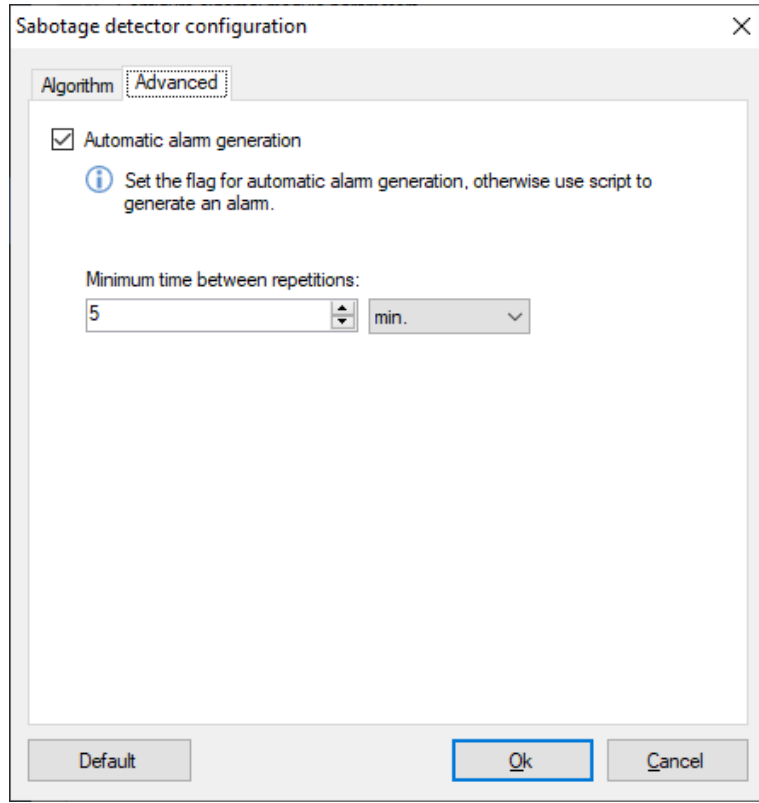 Sabotage detector configuration
Algorithm
Advanced
Automatic alarm generation
Set the flag for automatic alarm generation, otherwise use script to
generate an alarm.
Minimum time between repetitions:
5
min.
Default
Ok
Cancel